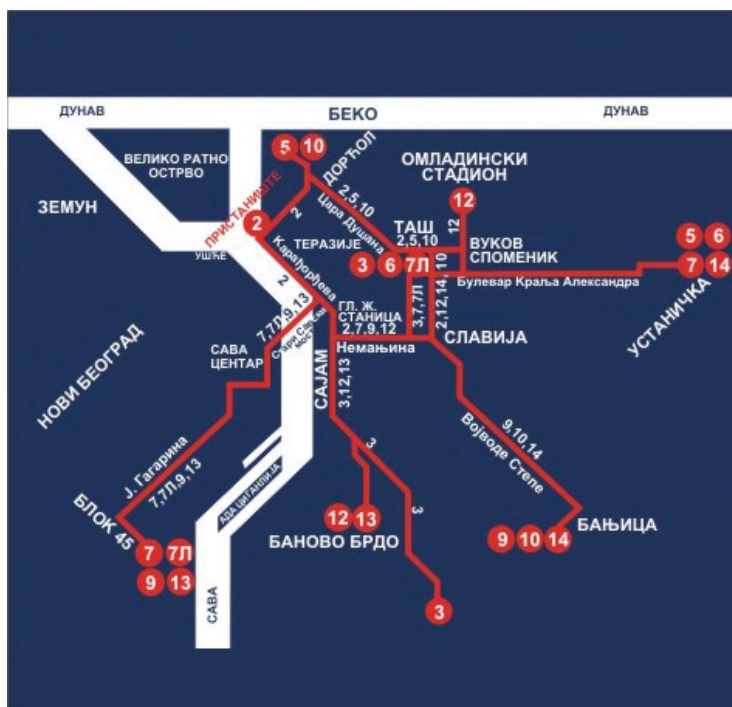 ДУНАВ
БЕКО
ДУНАВ
ВЕЛИКО РАТНО
ОСТРВО
ЗЕМУН
ПРИСТАНИШТЕ
УШЋЕ
5
10
ДОРЋОЛ
2
2
2,5,10
Цара Душана
ОМЛАДИНСКИ
СТАДИОН
12
12
ТАШ
2,5,10
ТЕРАЗИЈЕ
3
6
7Л
ВУКОВ
СПОМЕНИК
5
6
7
14
Булевар Краља Александра
УСТАНИЧКА
2
Карађорђева
7,7Л,9,13
Стари Савски
мост
ГЛ. Ж.
СТАНИЦА
2,7,9,12
Немањина
3,7,7Л
2,12,14,10
СЛАВИЈА
НОВИ БЕОГРАД
САВА
ЦЕНТАР
САЈАМ
3,12,13
9,10,14
Војводе Степе
Ј. Гагарина
7,7Л,9,13
3
3
АДА ЦИГАНЛИЈА
БЛОК 45
7
7Л
9
13
12
13
БАНОВО БРДО
9
10
14
БАЊИЦА
САВА
3